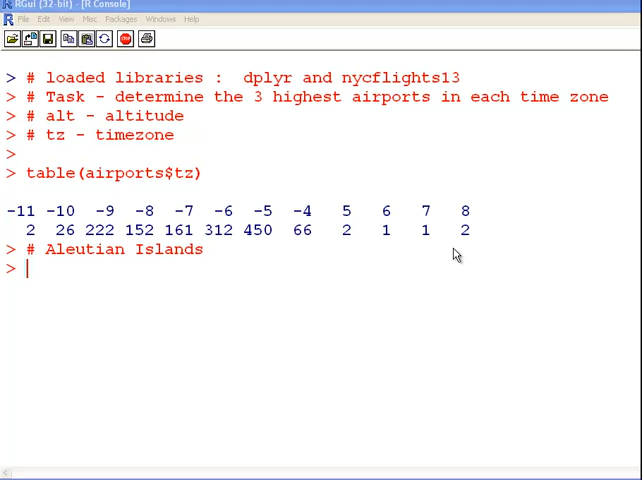 RGui (32-bit) - [R Console]
File Edit View Misc Packages Windows Help
> # loaded libraries :  dplyr and nycflights13
> # Task - determine the 3 highest airports in each time zone
> # alt - altitude
> # tz - timezone
>
> table(airports$tz)
-11 -10  -9  -8  -7  -6  -5  -4   5   6   7   8
  2  26 222 152 161 312 450  66   2   1   1   2
> # Aleutian Islands
>